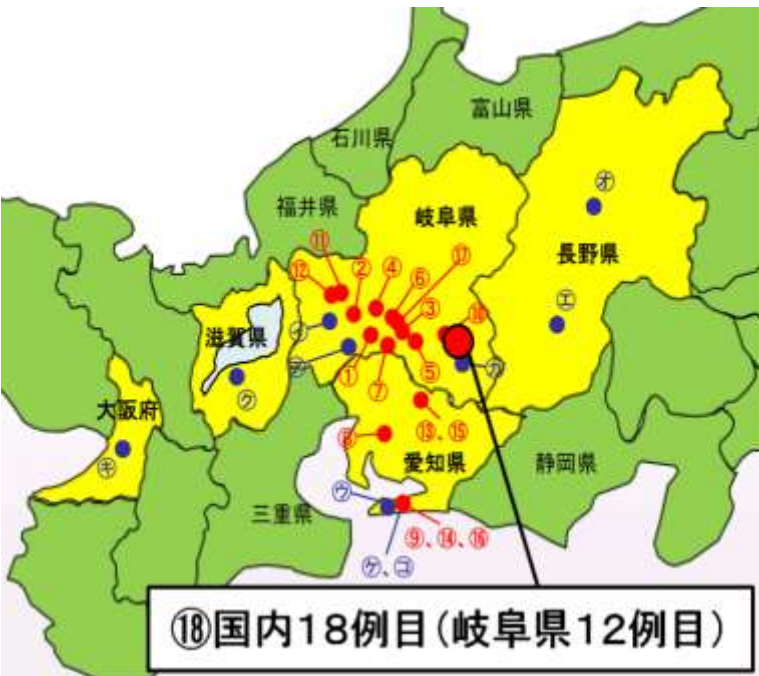 富山県
石川県
福井県
岐阜県
㋔
長野県
⑪
⑫
②
④
⑥
⑰
③
⑩
㋓
㋑
滋賀県
㋐
㋕
①
⑦
⑤
㋗
大阪府
㋖
⑧
⑬、⑮
愛知県
静岡県
三重県
㋒
⑨、⑭、⑯
㋘、㋙
⑱国内18例目(岐阜県12例目)